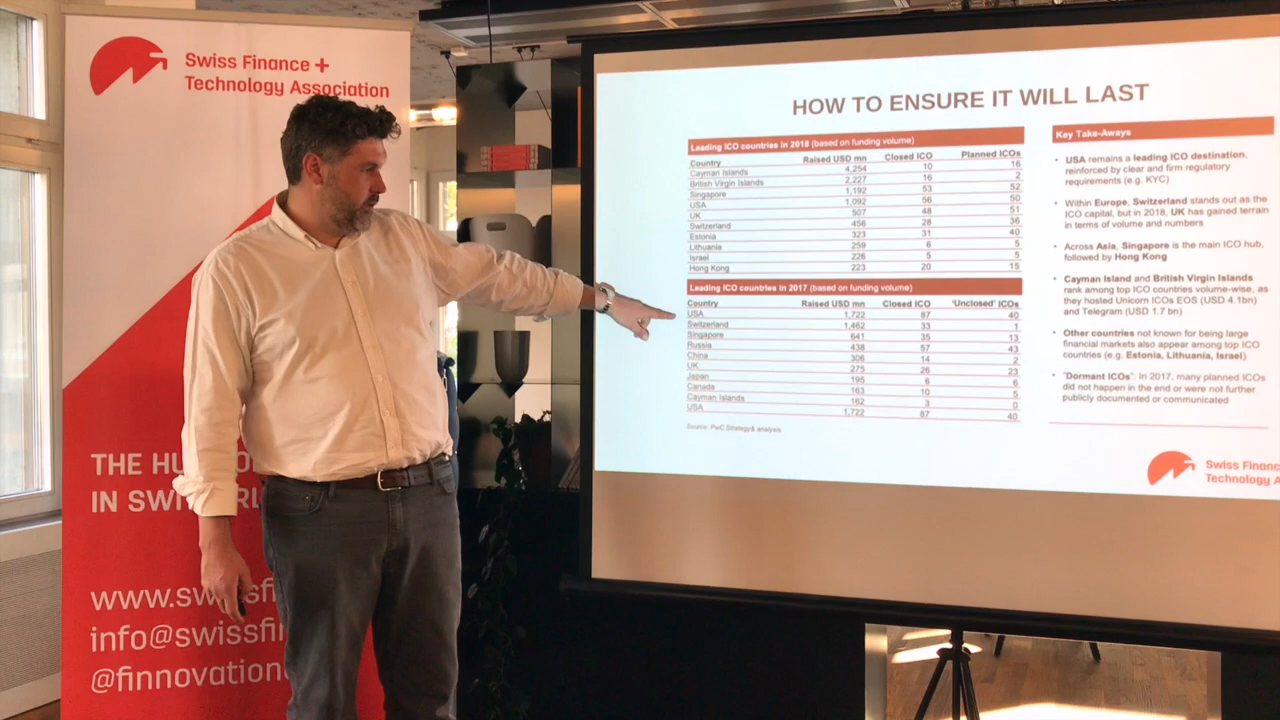 Swiss Finance +
Technology Association
THE HU
IN SWI
www.swissfi
info@swissfi
@finnovation
HOW TO ENSURE IT WILL LAST
Leading ICO countries in 2018 (based on funding volume)
Country Raised USD mn Closed ICO Planned ICOs
Cayman Islands 4,254 10 16
British Virgin Islands 2,227 16 2
Singapore 1,192 53 52
USA 1,092 56 50
UK 507 48 51
Switzerland 456 28 36
Estonia 323 31 40
Lithuania 259 6 5
Israel 226 5 5
Hong Kong 223 20 15
Leading ICO countries in 2017 (based on funding volume)
Country Raised USD mn Closed ICO 'Unclosed' ICOs
USA 1,722 87 40
Switzerland 1,462 33 1
Singapore 641 35 13
Russia 438 57 43
China 306 14 2
UK 275 26 23
Japan 195 6 6
Canada 163 10 5
Cayman Islands 162 3 0
USA 1,722 87 40
Source: PwC Strategy& analysis
Key Take-Aways
• USA remains a leading ICO destination,
reinforced by clear and firm regulatory
requirements (e.g. KYC)
• Within Europe, Switzerland stands out as the
ICO capital, but in 2018, UK has gained terrain
in terms of volume and numbers
• Across Asia, Singapore is the main ICO hub,
followed by Hong Kong
• Cayman Island and British Virgin Islands
rank among top ICO countries volume-wise, as
they hosted Unicorn ICOs EOS (USD 4.1bn)
and Telegram (USD 1.7 bn)
• Other countries not known for being large
financial markets also appear among top ICO
countries (e.g. Estonia, Lithuania, Israel)
• "Dormant ICOs": In 2017, many planned ICOs
did not happen in the end or were not further
publicly documented or communicated
Swiss Financ
Technology A